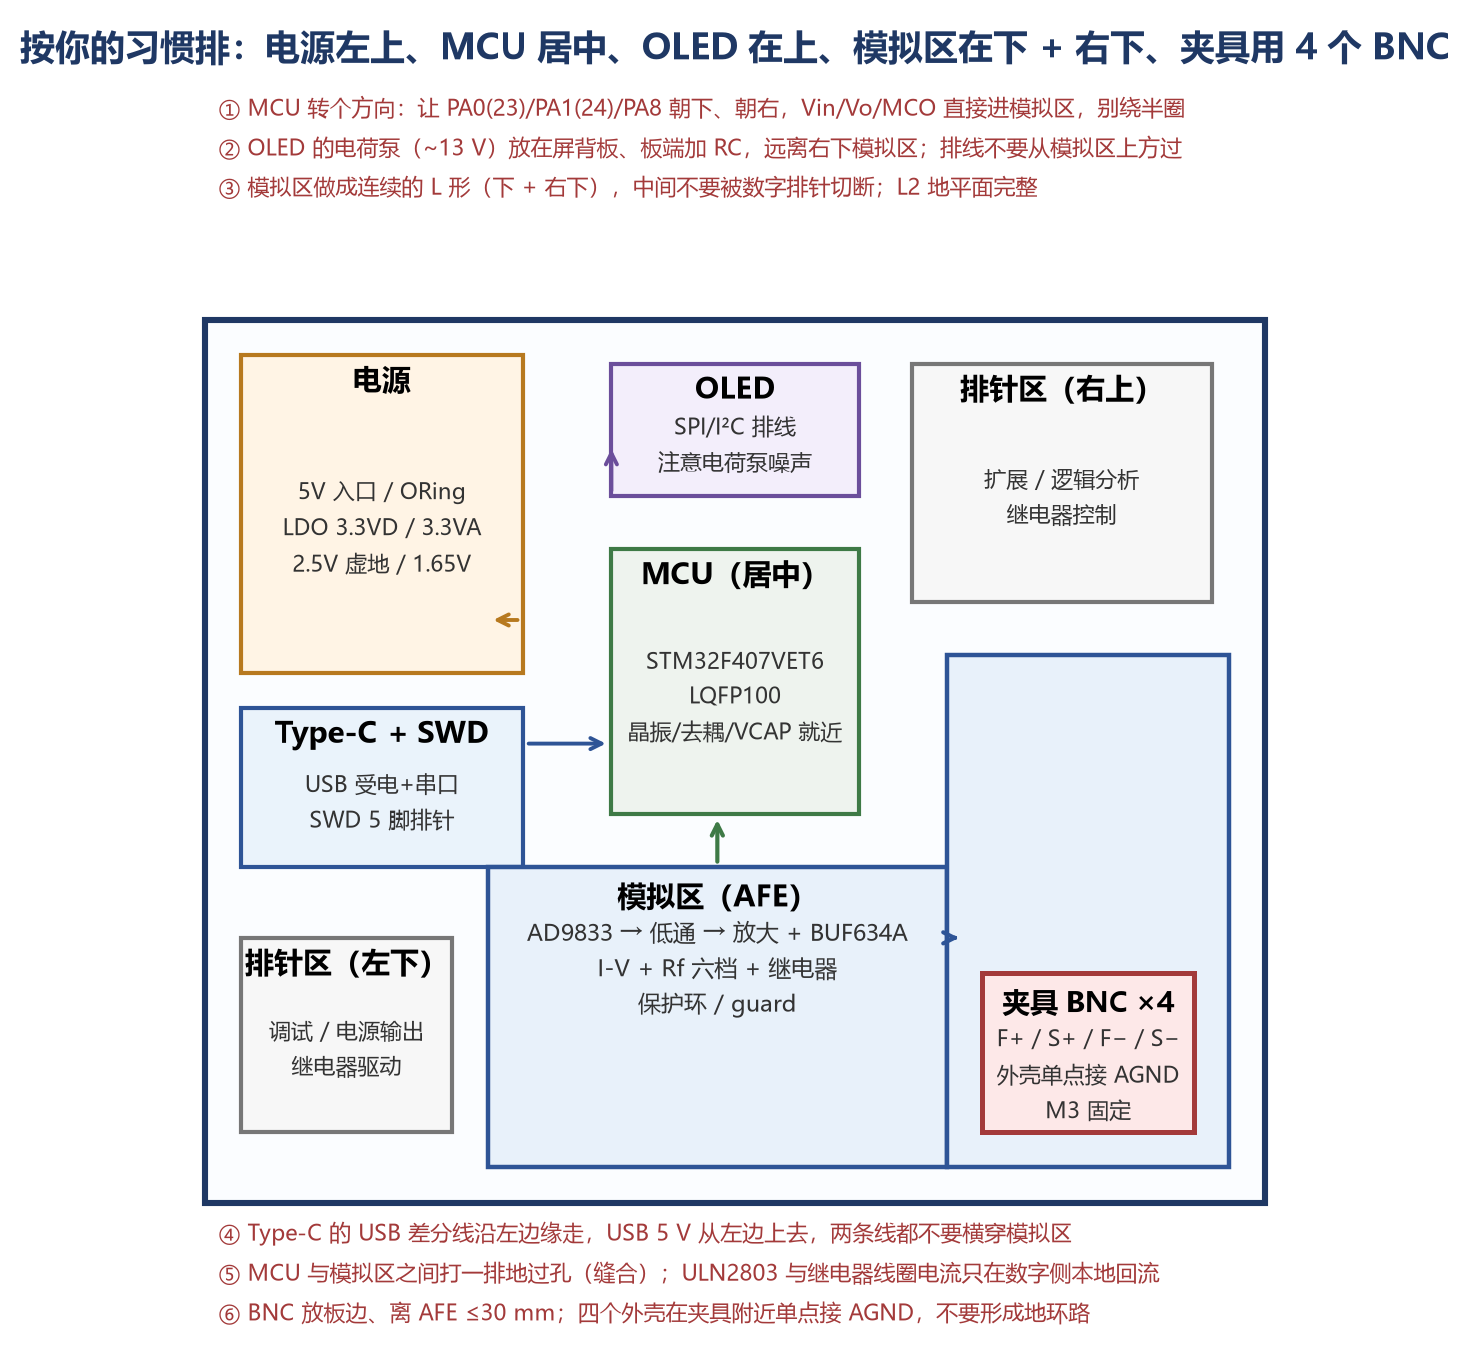 按你的习惯排：电源左上、MCU 居中、OLED 在上、模拟区在下 + 右下、夹具用 4 个 BNC
① MCU 转个方向：让 PA0(23)/PA1(24)/PA8 朝下、朝右，Vin/Vo/MCO 直接进模拟区，别绕半圈
② OLED 的电荷泵（~13 V）放在屏背板、板端加 RC，远离右下模拟区；排线不要从模拟区上方过
③ 模拟区做成连续的 L 形（下 + 右下），中间不要被数字排针切断；L2 地平面完整
电源
5V 入口 / ORing
LDO 3.3VD / 3.3VA
2.5V 虚地 / 1.65V
OLED
SPI/I²C 排线
注意电荷泵噪声
排针区（右上）
扩展 / 逻辑分析
继电器控制
MCU（居中）
STM32F407VET6
LQFP100
晶振/去耦/VCAP 就近
Type-C + SWD
USB 受电+串口
SWD 5 脚排针
模拟区（AFE）
AD9833 → 低通 → 放大 + BUF634A
I-V + Rf 六档 + 继电器
保护环 / guard
排针区（左下）
调试 / 电源输出
继电器驱动
夹具 BNC ×4
F+ / S+ / F− / S−
外壳单点接 AGND
M3 固定
④ Type-C 的 USB 差分线沿左边缘走，USB 5 V 从左边上去，两条线都不要横穿模拟区
⑤ MCU 与模拟区之间打一排地过孔（缝合）；ULN2803 与继电器线圈电流只在数字侧本地回流
⑥ BNC 放板边、离 AFE ≤30 mm；四个外壳在夹具附近单点接 AGND，不要形成地环路